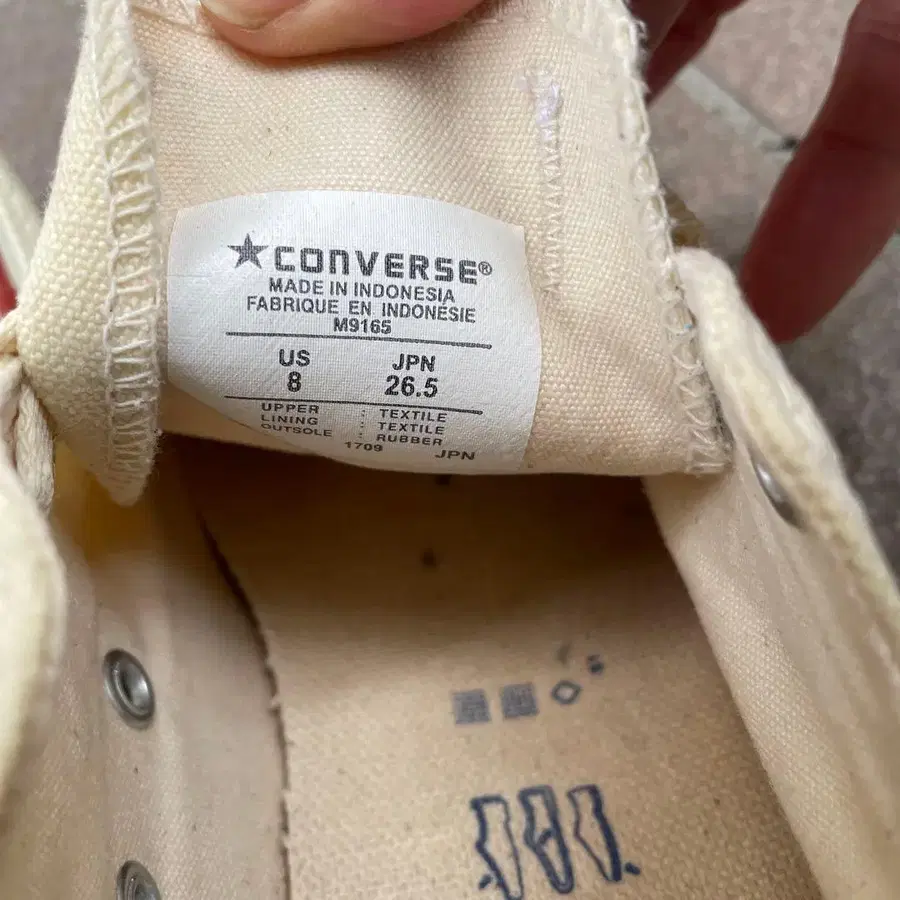 ★CONVERSE®
MADE IN INDONESIA
FABRIQUE EN INDONESIE
M9165
US JPN
8 26.5
UPPER : TEXTILE
LINING : TEXTILE
OUTSOLE : RUBBER
1709 JPN